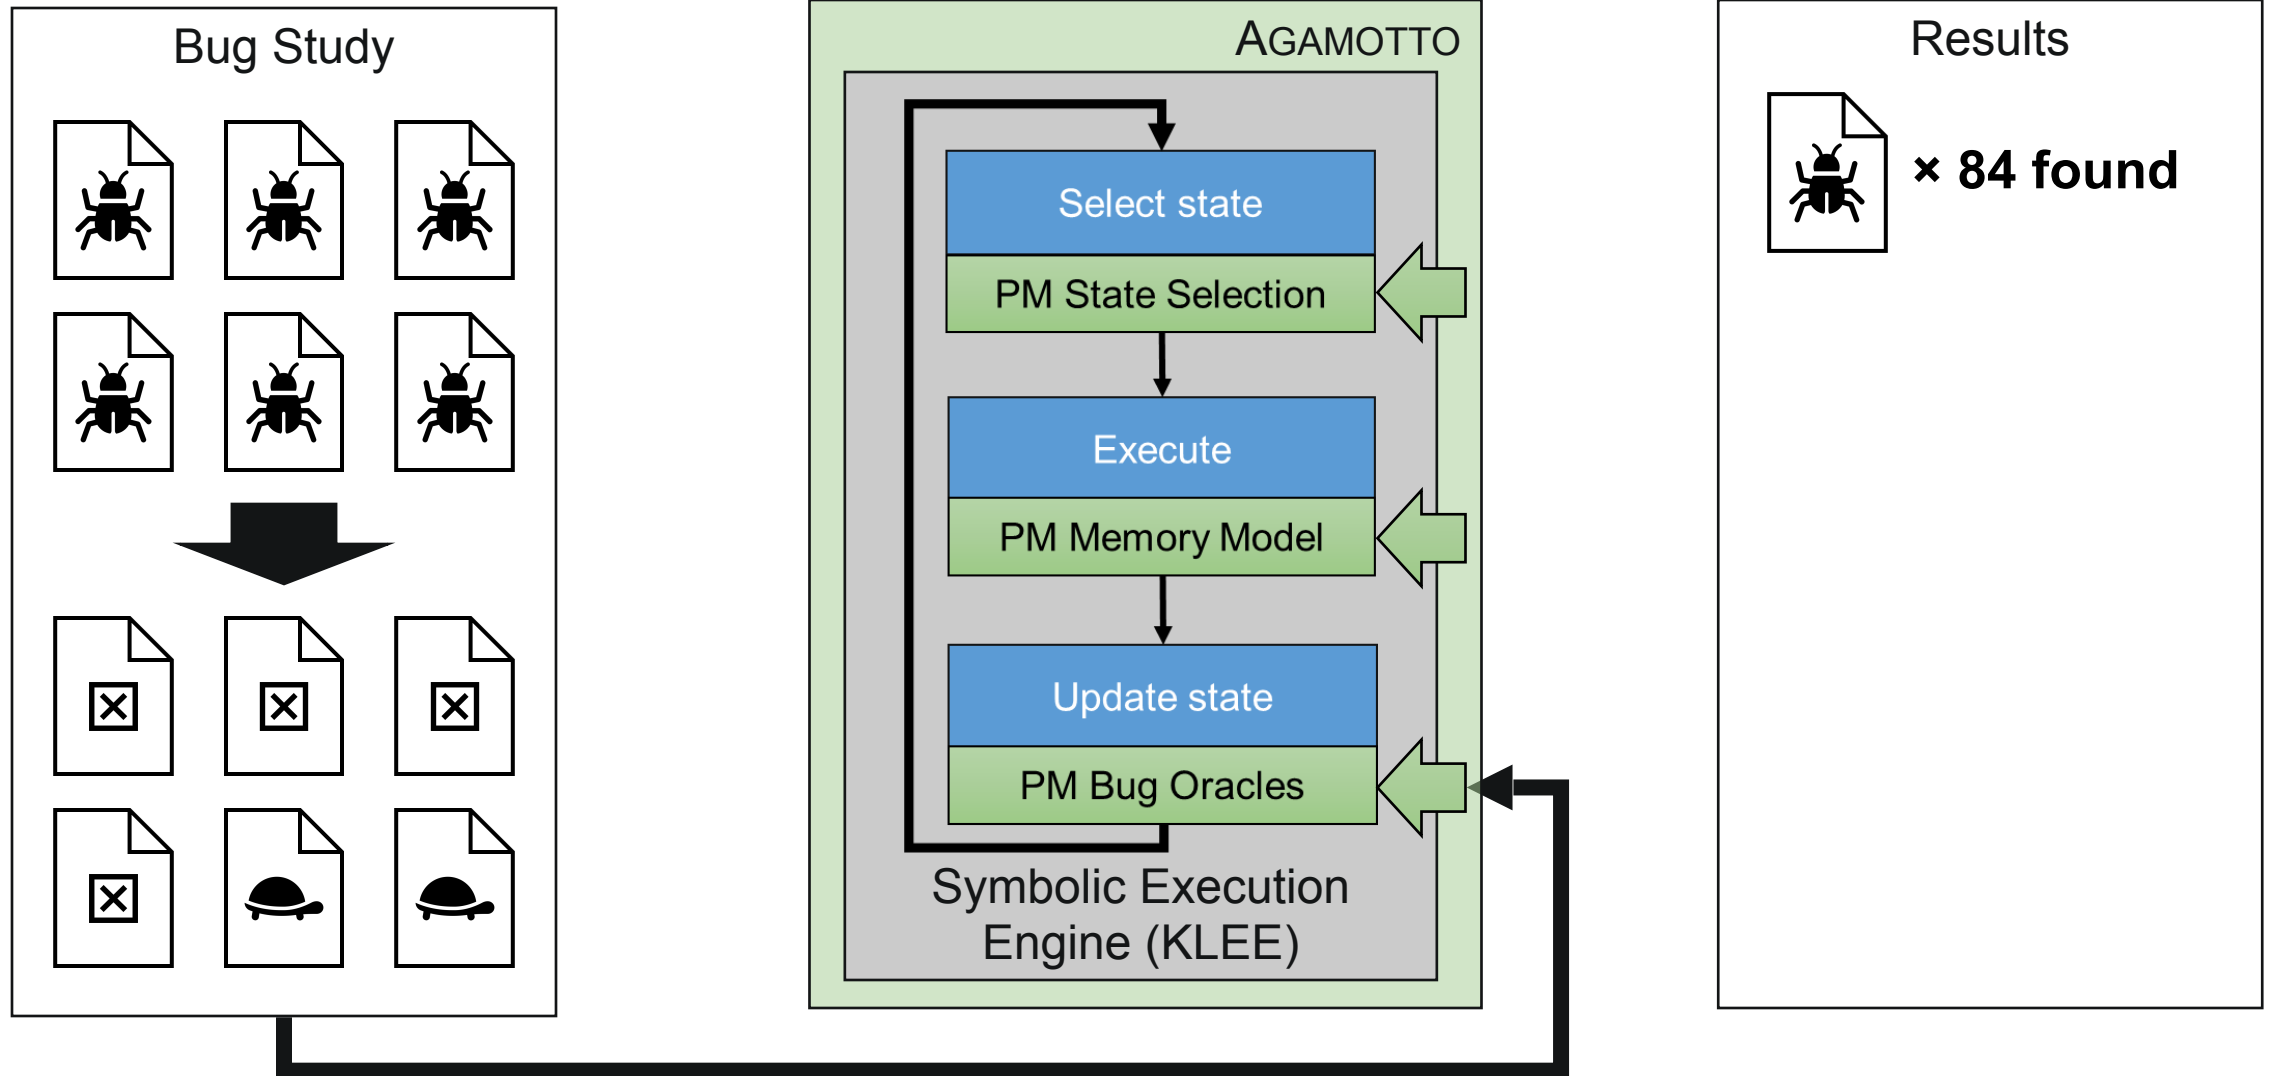 Bug Study
AGAMOTTO
Select state
PM State Selection
Execute
PM Memory Model
Update state
PM Bug Oracles
Symbolic Execution
Engine (KLEE)
Results
× 84 found